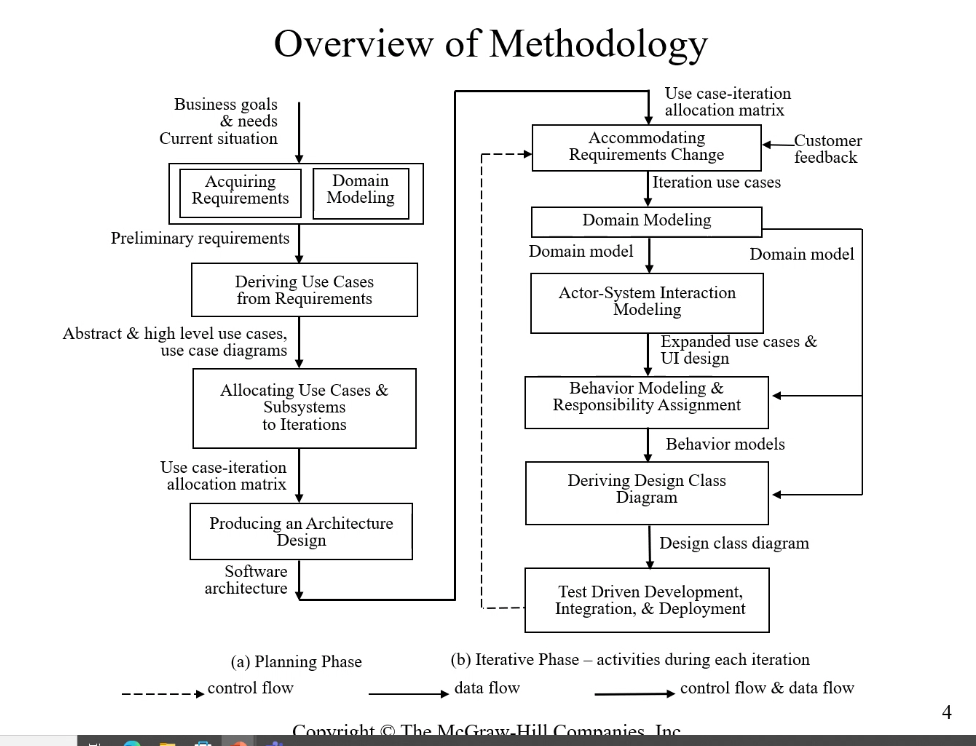 Overview of Methodology
Business goals
& needs
Current situation
Acquiring
Requirements
Domain
Modeling
Preliminary requirements
Deriving Use Cases
from Requirements
Abstract & high level use cases,
use case diagrams
Allocating Use Cases &
Subsystems
to Iterations
Use case-iteration
allocation matrix
Producing an Architecture
Design
Software
architecture
(a) Planning Phase
Use case-iteration
allocation matrix
Accommodating
Requirements Change
Customer
feedback
Iteration use cases
Domain Modeling
Domain model
Domain model
Actor-System Interaction
Modeling
Expanded use cases &
UI design
Behavior Modeling &
Responsibility Assignment
Behavior models
Deriving Design Class
Diagram
Design class diagram
Test Driven Development,
Integration, & Deployment
(b) Iterative Phase – activities during each iteration
control flow
data flow
control flow & data flow
4
Copyright © The McGraw-Hill Companies, Inc